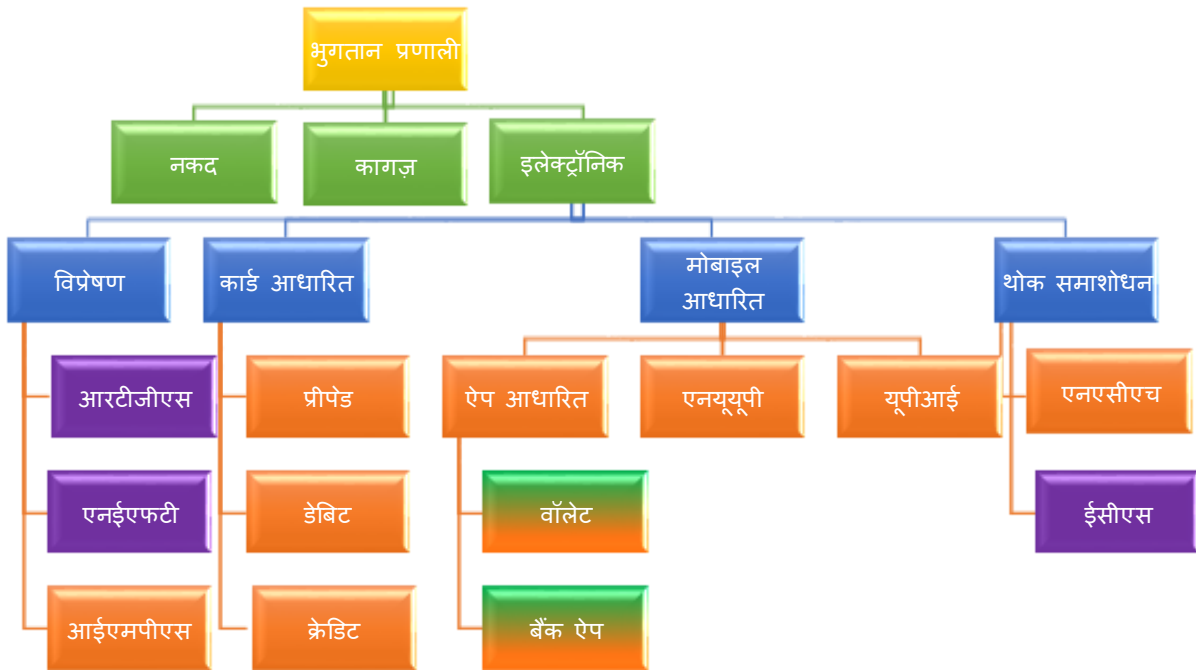 भुगतान प्रणाली
नकद
कागज़
इलेक्ट्रॉनिक
विप्रेषण
कार्ड आधारित
मोबाइल
आधारित
थोक समाशोधन
आरटीजीएस
प्रीपेड
ऐप आधारित
एनयूयूपी
यूपीआई
एनएसीएच
एनईएफटी
डेबिट
वॉलेट
ईसीएस
आईएमपीएस
क्रेडिट
बैंक ऐप